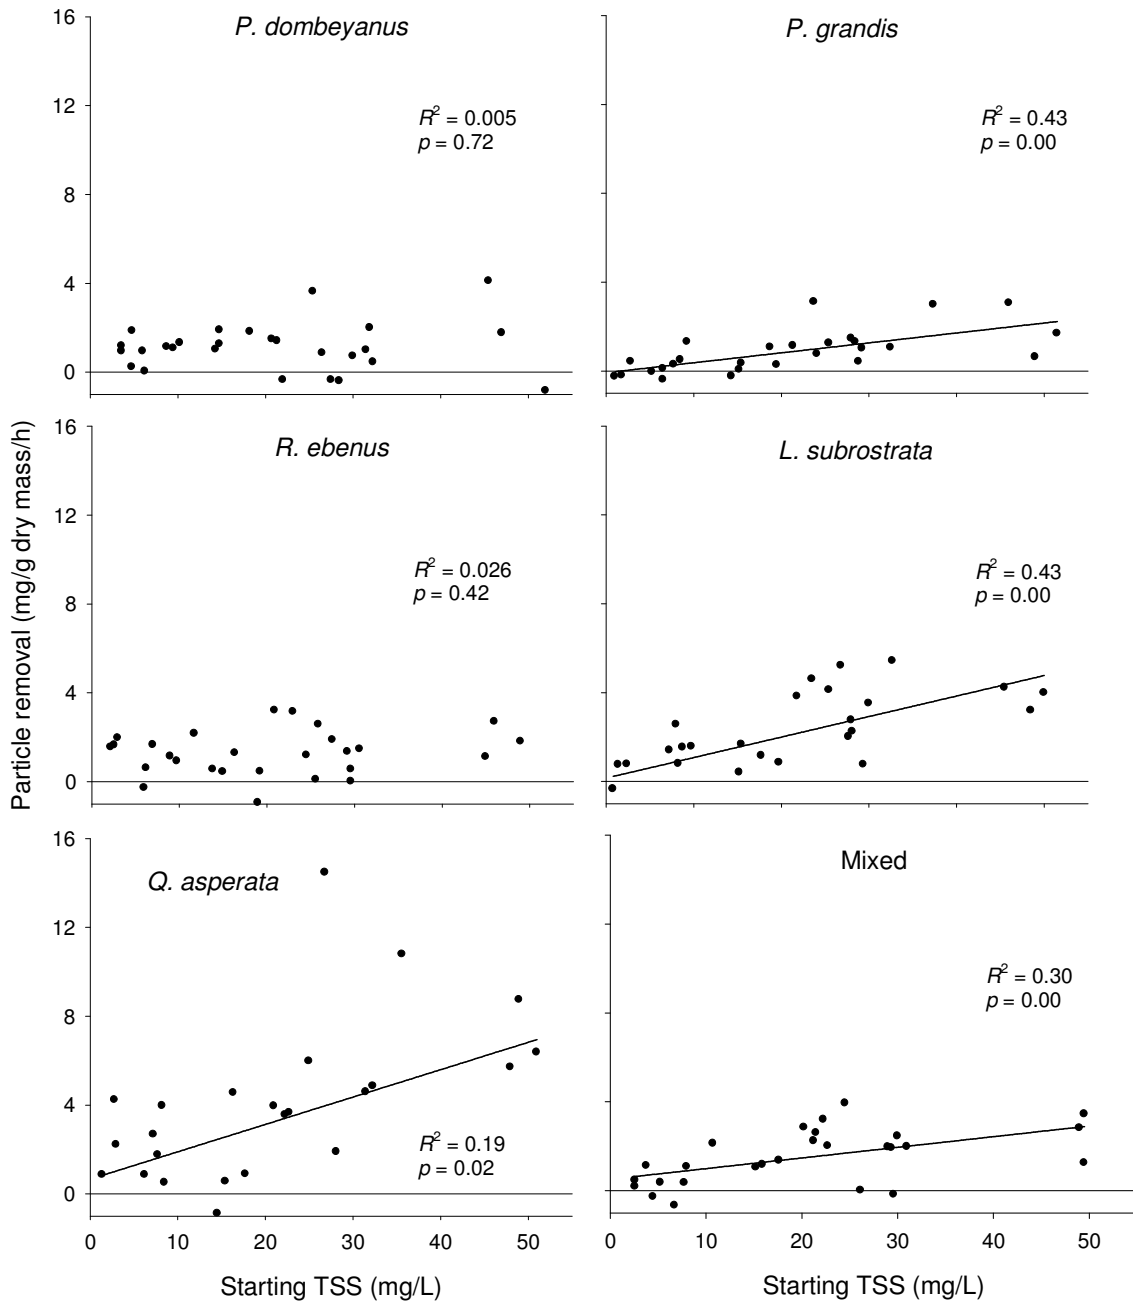 P. dombeyanus
R² = 0.005
p = 0.72
16
12
8
4
0
P. grandis
R² = 0.43
p = 0.00
Particle removal (mg/g dry mass/h)
R. ebenus
R² = 0.026
p = 0.42
16
12
8
4
0
L. subrostrata
R² = 0.43
p = 0.00
Q. asperata
R² = 0.19
p = 0.02
16
12
8
4
0
0 10 20 30 40 50
Starting TSS (mg/L)
Mixed
R² = 0.30
p = 0.00
0 10 20 30 40 50
Starting TSS (mg/L)